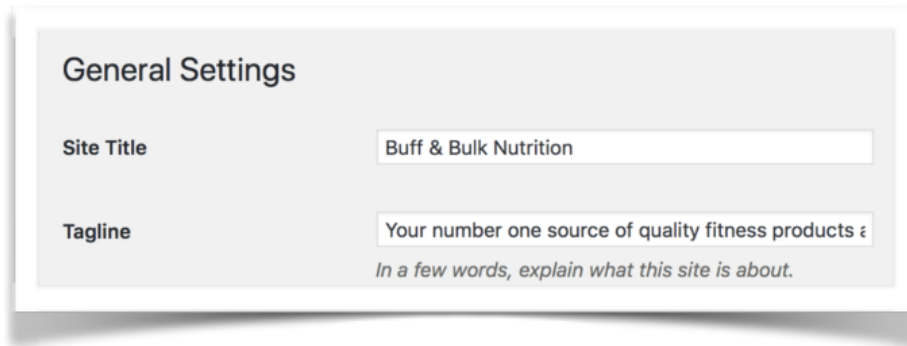 General Settings
Site Title
Buff & Bulk Nutrition
Tagline
Your number one source of quality fitness products
In a few words, explain what this site is about.